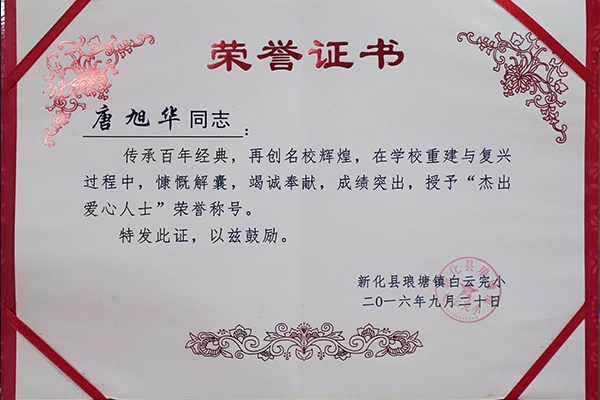 荣誉证书
唐旭华同志：
传承百年经典，再创名校辉煌，在学校重建与复兴
过程中，慷慨解囊，竭诚奉献，成绩突出，授予“杰出
爱心人士”荣誉称号。
特发此证，以兹鼓励。
新化县琅塘镇白云完小
二〇一六年九月二十日